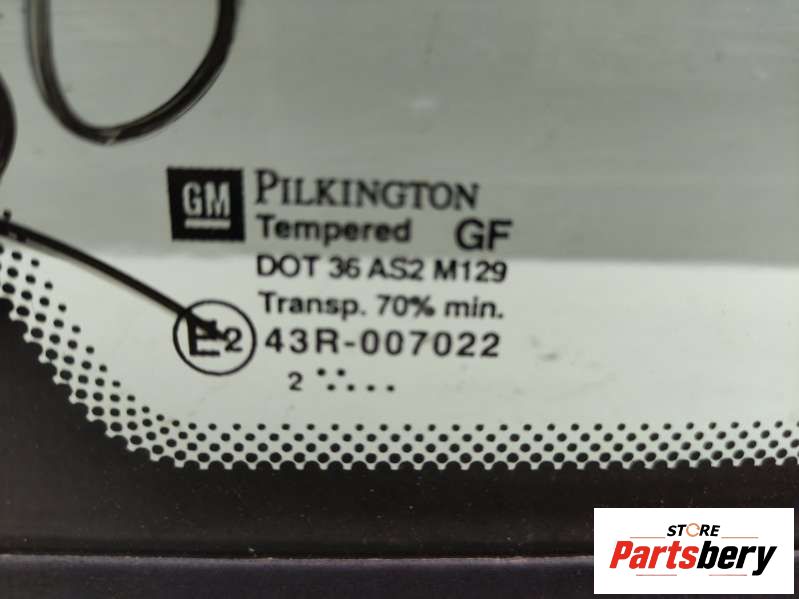 GM PILKINGTON
Tempered GF
DOT 36 AS2 M129
Transp. 70% min.
E2 43R-007022
2
STORE
Partsbery